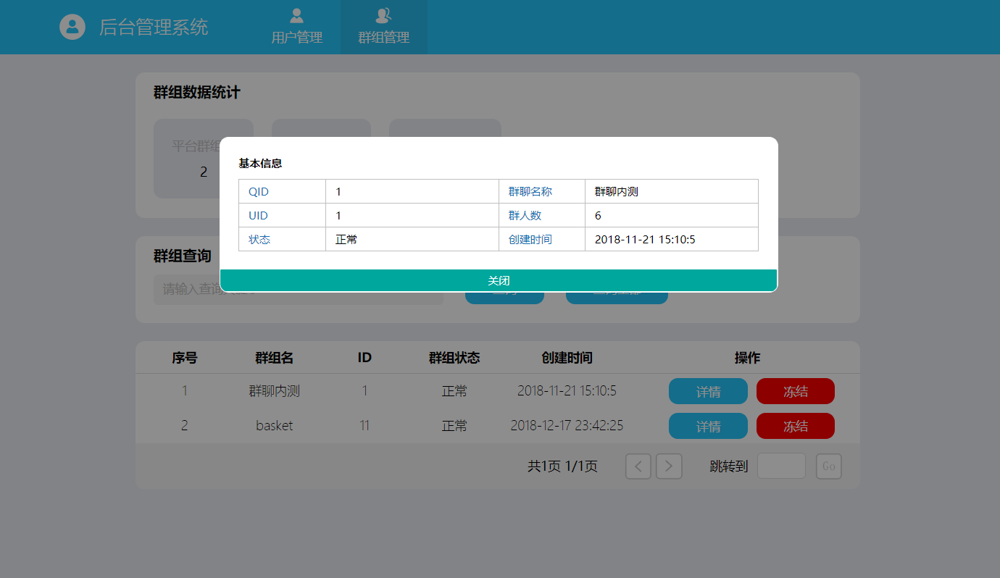 后台管理系统
用户管理
群组管理
群组数据统计
平台群组
2
基本信息
QID 1 群聊名称 群聊内测
UID 1 群人数 6
状态 正常 创建时间 2018-11-21 15:10:5
关闭
群组查询
请输入查询
序号 群组名 ID 群组状态 创建时间 操作
1 群聊内测 1 正常 2018-11-21 15:10:5 详情 冻结
2 basket 11 正常 2018-12-17 23:42:25 详情 冻结
共1页 1/1页 < > 跳转到 Go